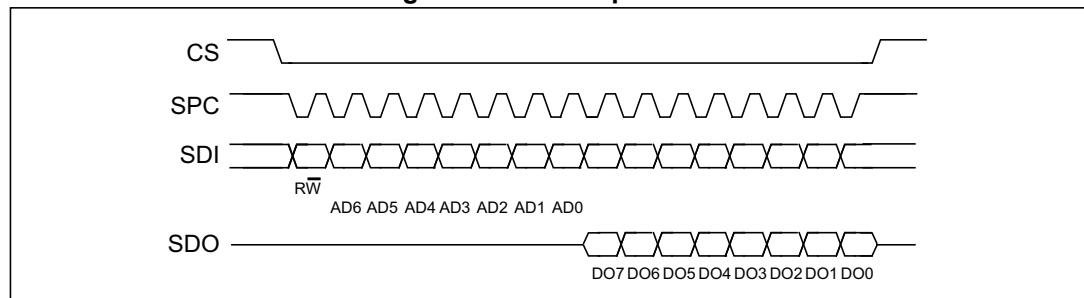 CS
SPC
SDI
RW
AD6 AD5 AD4 AD3 AD2 AD1 AD0
SDO
DO7 DO6 DO5 DO4 DO3 DO2 DO1 DO0